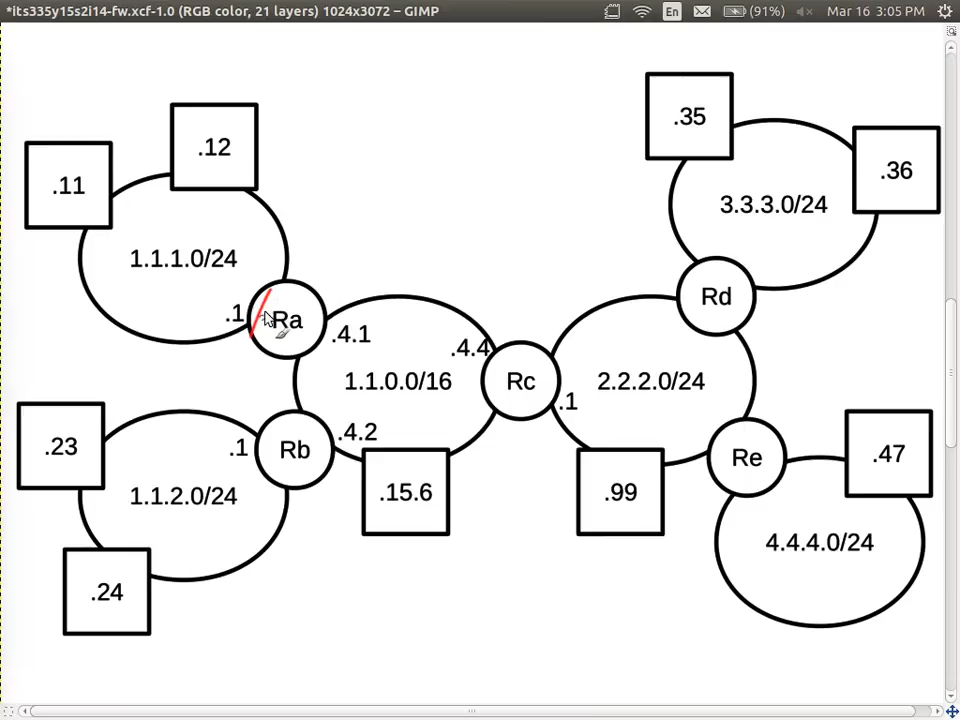 *its335y15s2i14-fw.xcf-1.0 (RGB color, 21 layers) 1024x3072 – GIMP
En
(91%)
Mar 16 3:05 PM
.35
.12
.36
.11
3.3.3.0/24
1.1.1.0/24
Rd
.1
Ra
.4.1
.4.4
1.1.0.0/16
Rc
2.2.2.0/24
.1
.4.2
.23
.1
Rb
Re
.47
1.1.2.0/24
.15.6
.99
4.4.4.0/24
.24